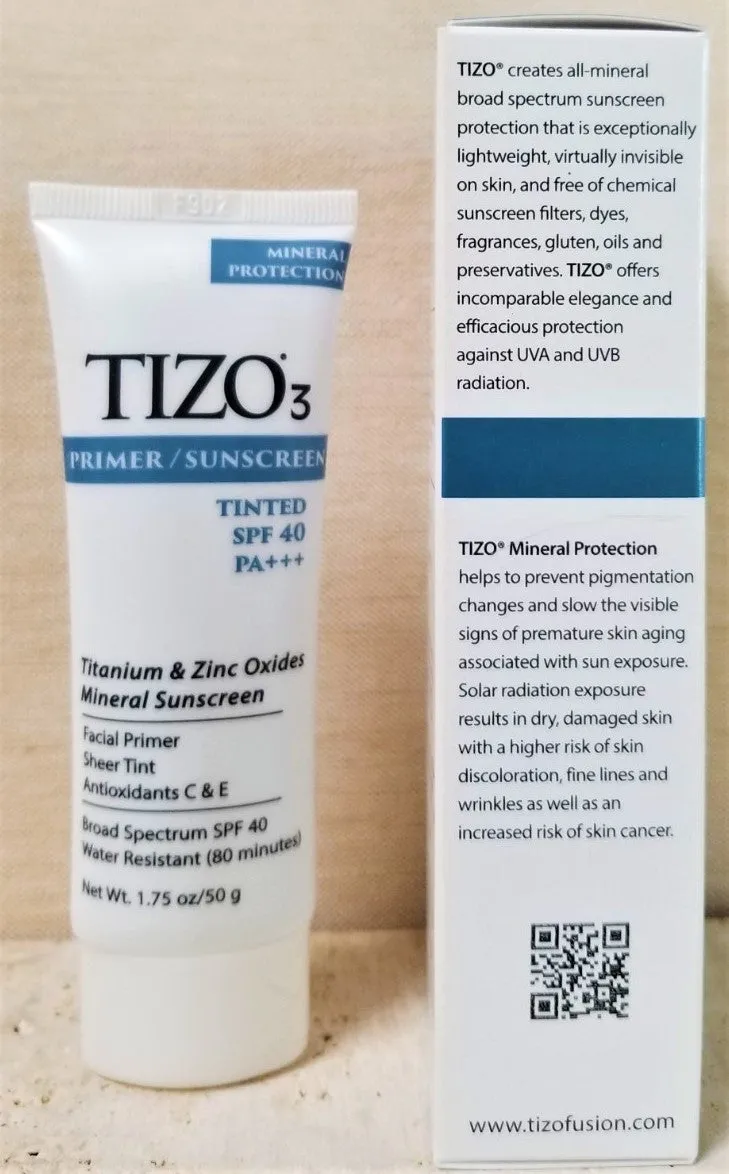 MINERAL
PROTECTION
TIZO®3
PRIMER/SUNSCREEN
TINTED
SPF 40
PA+++
Titanium & Zinc Oxides
Mineral Sunscreen
Facial Primer
Sheer Tint
Antioxidants C & E
Broad Spectrum SPF 40
Water Resistant (80 minutes)
Net Wt. 1.75 oz/50 g
TIZO® creates all-mineral
broad spectrum sunscreen
protection that is exceptionally
lightweight, virtually invisible
on skin, and free of chemical
sunscreen filters, dyes,
fragrances, gluten, oils and
preservatives. TIZO® offers
incomparable elegance and
efficacious protection
against UVA and UVB
radiation.
TIZO® Mineral Protection
helps to prevent pigmentation
changes and slow the visible
signs of premature skin aging
associated with sun exposure.
Solar radiation exposure
results in dry, damaged skin
with a higher risk of skin
discoloration, fine lines and
wrinkles as well as an
increased risk of skin cancer.
www.tizofusion.com